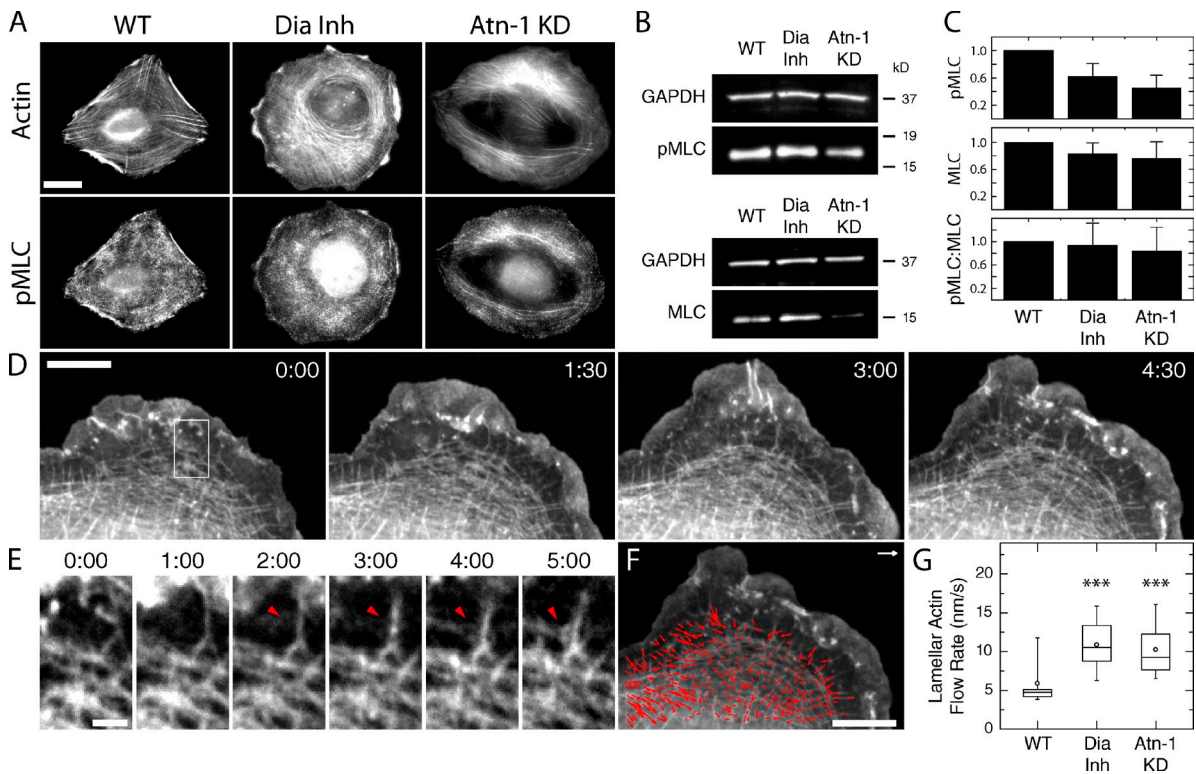 A
WT
Dia Inh
Atn-1 KD
Actin
pMLC
B
WT
Dia
Inh
Atn-1
KD
kD
GAPDH
37
pMLC
19
15
WT
Dia
Inh
Atn-1
KD
GAPDH
37
MLC
15
C
pMLC
1.0
0.6
0.2
MLC
1.0
0.6
0.2
pMLC:MLC
1.0
0.6
0.2
WT
Dia
Inh
Atn-1
KD
D
0:00
1:30
3:00
4:30
E
0:00
1:00
2:00
3:00
4:00
5:00
F
G
Lamellar Actin
Flow Rate (nm/s)
25
20
15
10
5
0
***
***
WT
Dia
Inh
Atn-1
KD